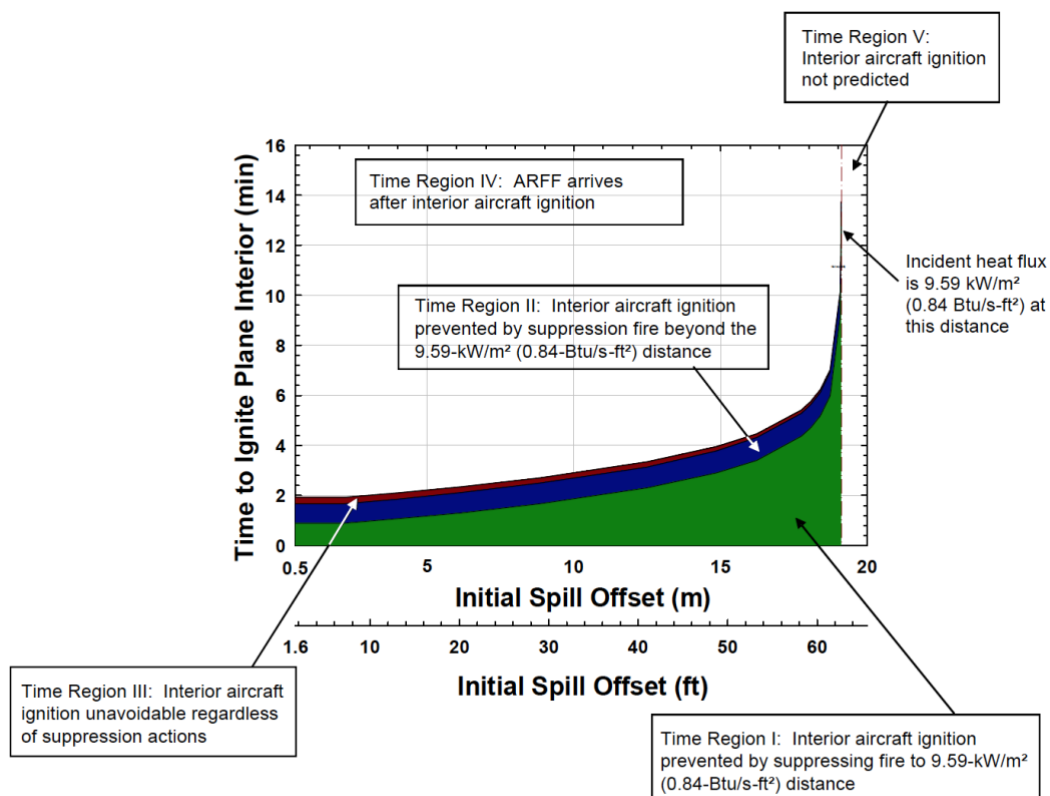 Time Region V:
Interior aircraft ignition
not predicted
Time to Ignite Plane Interior (min)
16
14
12
10
8
6
4
2
0
Time Region IV: ARFF arrives
after interior aircraft ignition
Time Region II: Interior aircraft ignition
prevented by suppression fire beyond the
9.59-kW/m² (0.84-Btu/s-ft²) distance
Incident heat flux
is 9.59 kW/m²
(0.84 Btu/s-ft²) at
this distance
0.5 5 10 15 20
Initial Spill Offset (m)
1.6 10 20 30 40 50 60
Initial Spill Offset (ft)
Time Region III: Interior aircraft
ignition unavoidable regardless
of suppression actions
Time Region I: Interior aircraft ignition
prevented by suppressing fire to 9.59-kW/m²
(0.84-Btu/s-ft²) distance